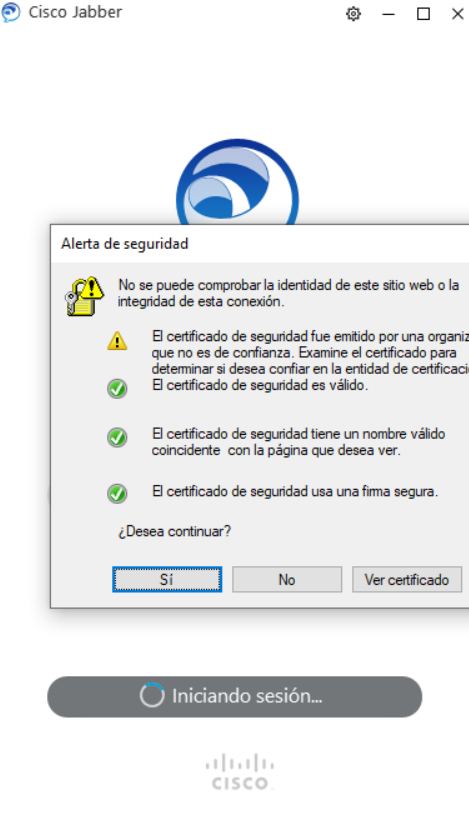 Cisco Jabber
Alerta de seguridad
No se puede comprobar la identidad de este sitio web o la
integridad de esta conexión.
El certificado de seguridad fue emitido por una organiz
que no es de confianza. Examine el certificado para
determinar si desea confiar en la entidad de certificaci
El certificado de seguridad es válido.
El certificado de seguridad tiene un nombre válido
coincidente con la página que desea ver.
El certificado de seguridad usa una firma segura.
¿Desea continuar?
Sí No Ver certificado
Iniciando sesión...
CISCO